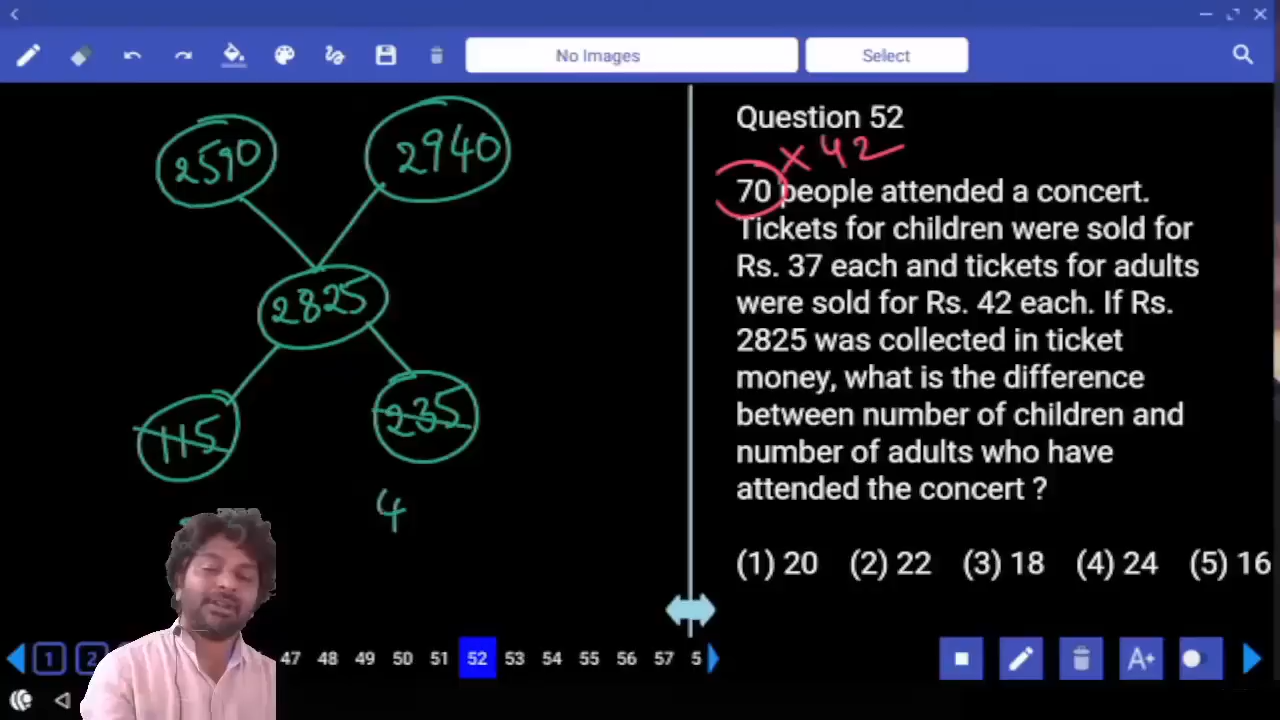 No Images
Select
2590
2940
2825
115
235
4
Question 52
× 42
70 people attended a concert.
Tickets for children were sold for
Rs. 37 each and tickets for adults
were sold for Rs. 42 each. If Rs.
2825 was collected in ticket
money, what is the difference
between number of children and
number of adults who have
attended the concert ?
(1) 20 (2) 22 (3) 18 (4) 24 (5) 16
1 2 47 48 49 50 51 52 53 54 55 56 57 5
A+